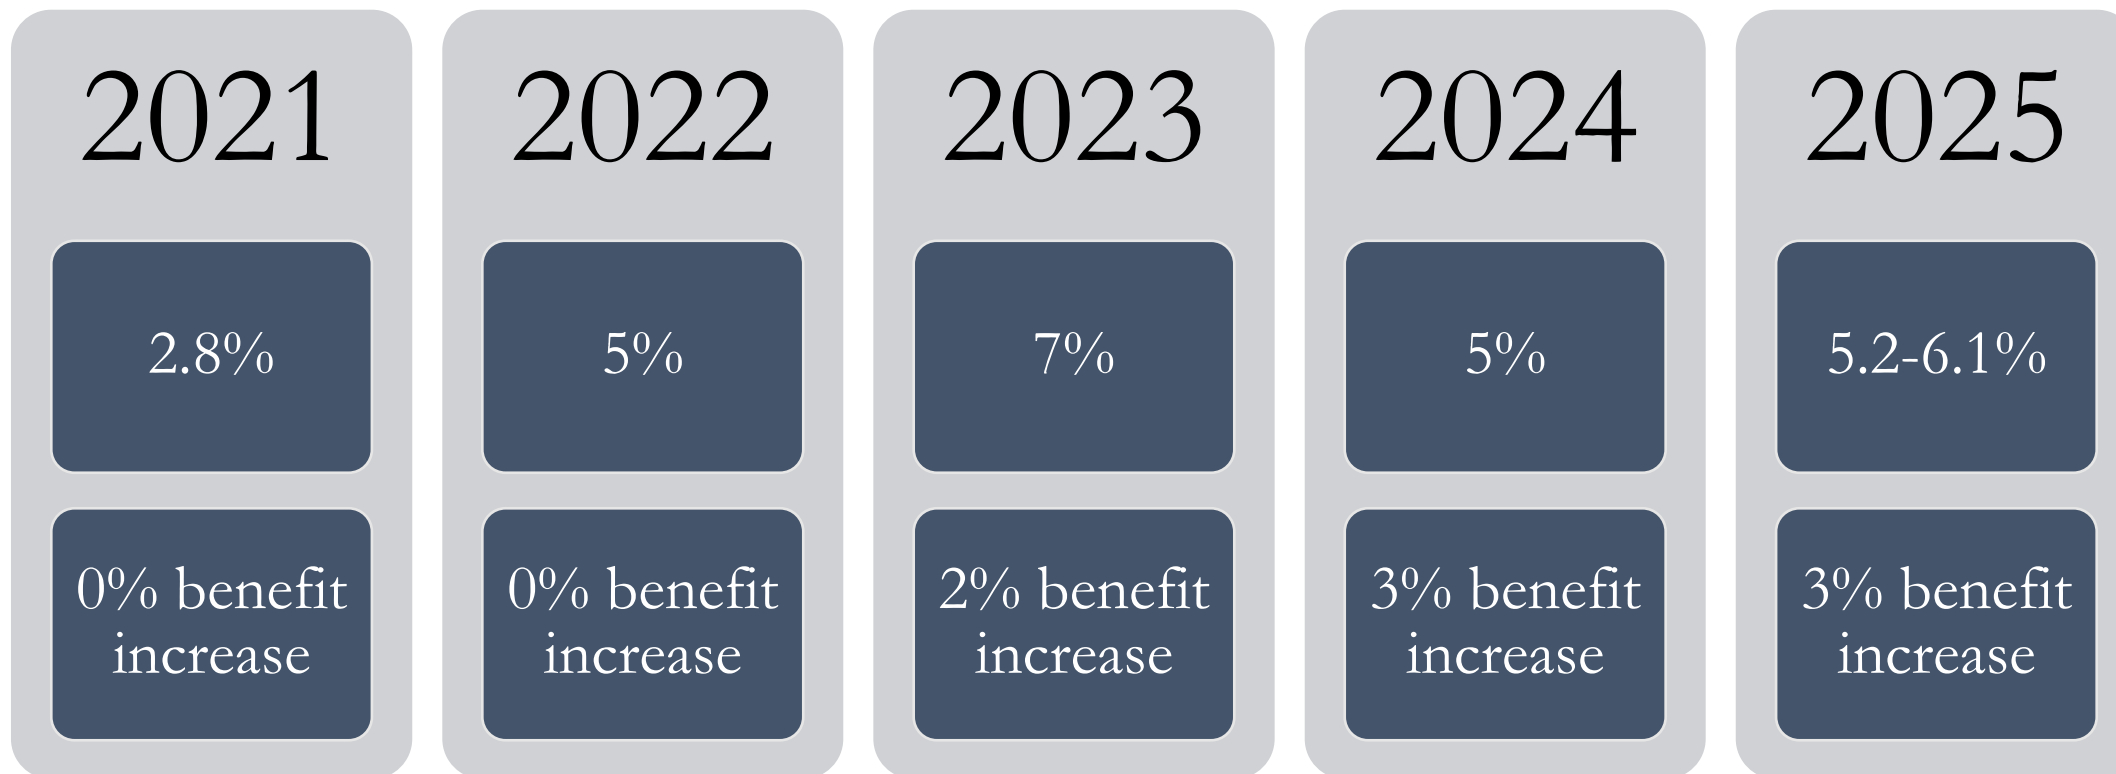 2021
2.8%
0% benefit
increase
2022
5%
0% benefit
increase
2023
7%
2% benefit
increase
2024
5%
3% benefit
increase
2025
5.2-6.1%
3% benefit
increase